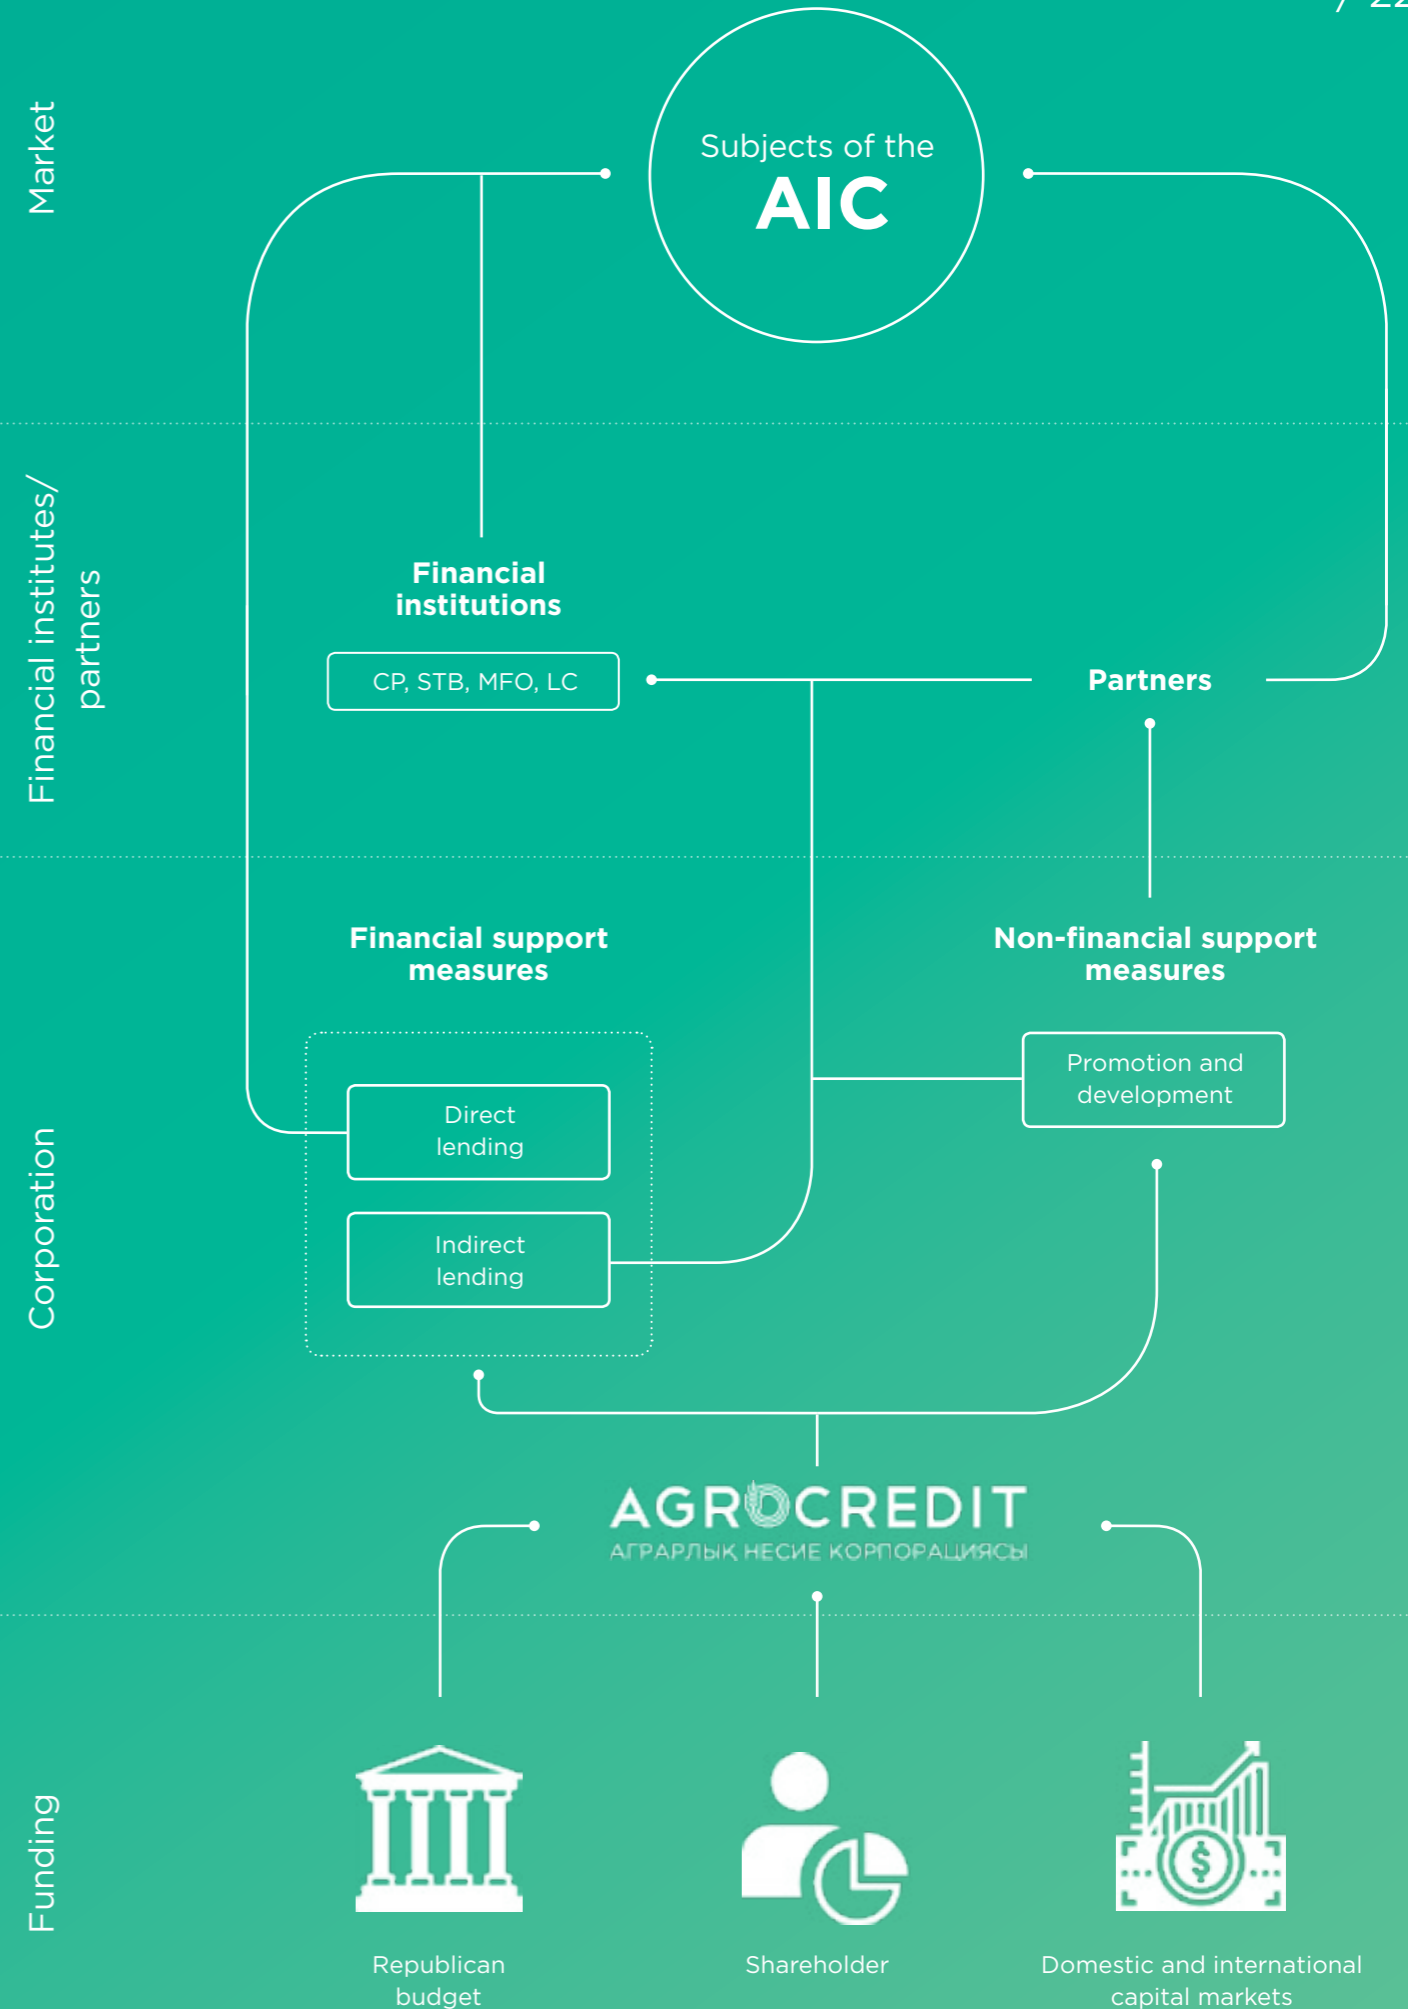 Market
Subjects of the
AIC
Financial institutes/
partners
Financial
institutions
CP, STB, MFO, LC
Partners
Corporation
Financial support
measures
Non-financial support
measures
Promotion and
development
Direct
lending
Indirect
lending
AGROCREDIT
АГРАРЛЫҚ НЕСИЕ КОРПОРАЦИЯСЫ
Funding
Republican
budget
Shareholder
Domestic and international
capital markets